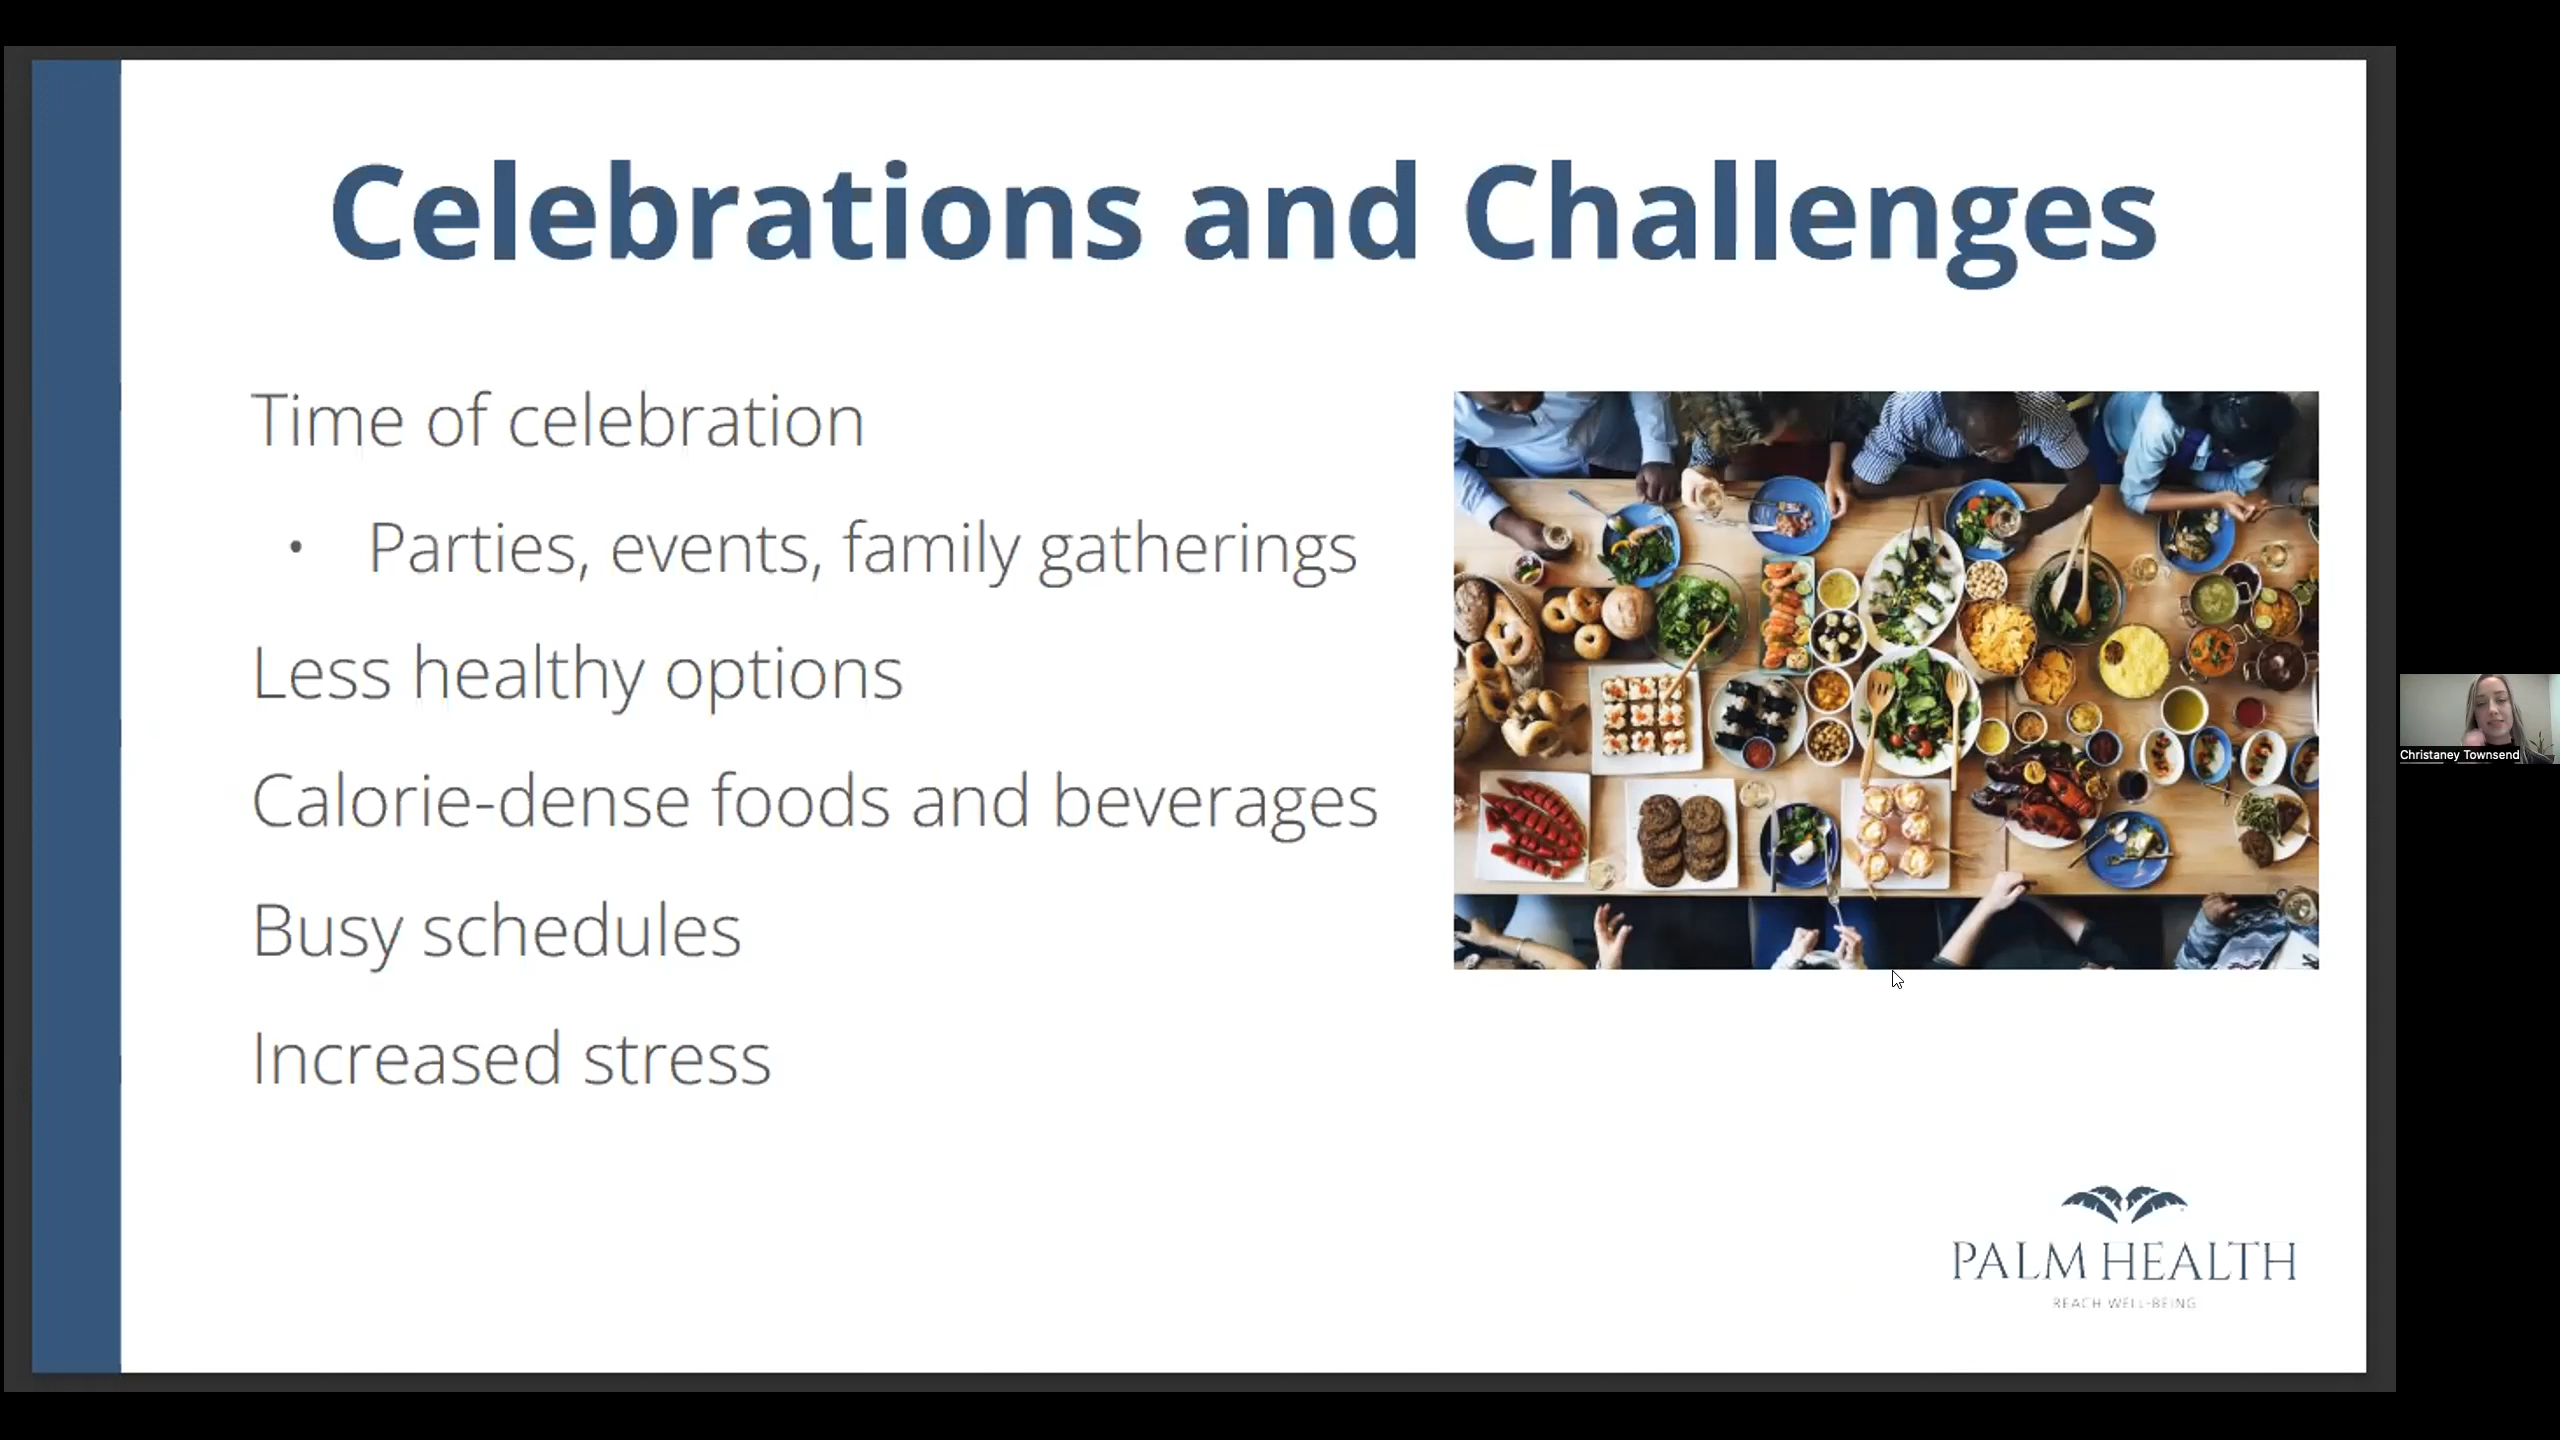 Celebrations and Challenges
Time of celebration
• Parties, events, family gatherings
Less healthy options
Calorie-dense foods and beverages
Busy schedules
Increased stress
Christaney Townsend
PALM HEALTH
REACH WELL-BEING